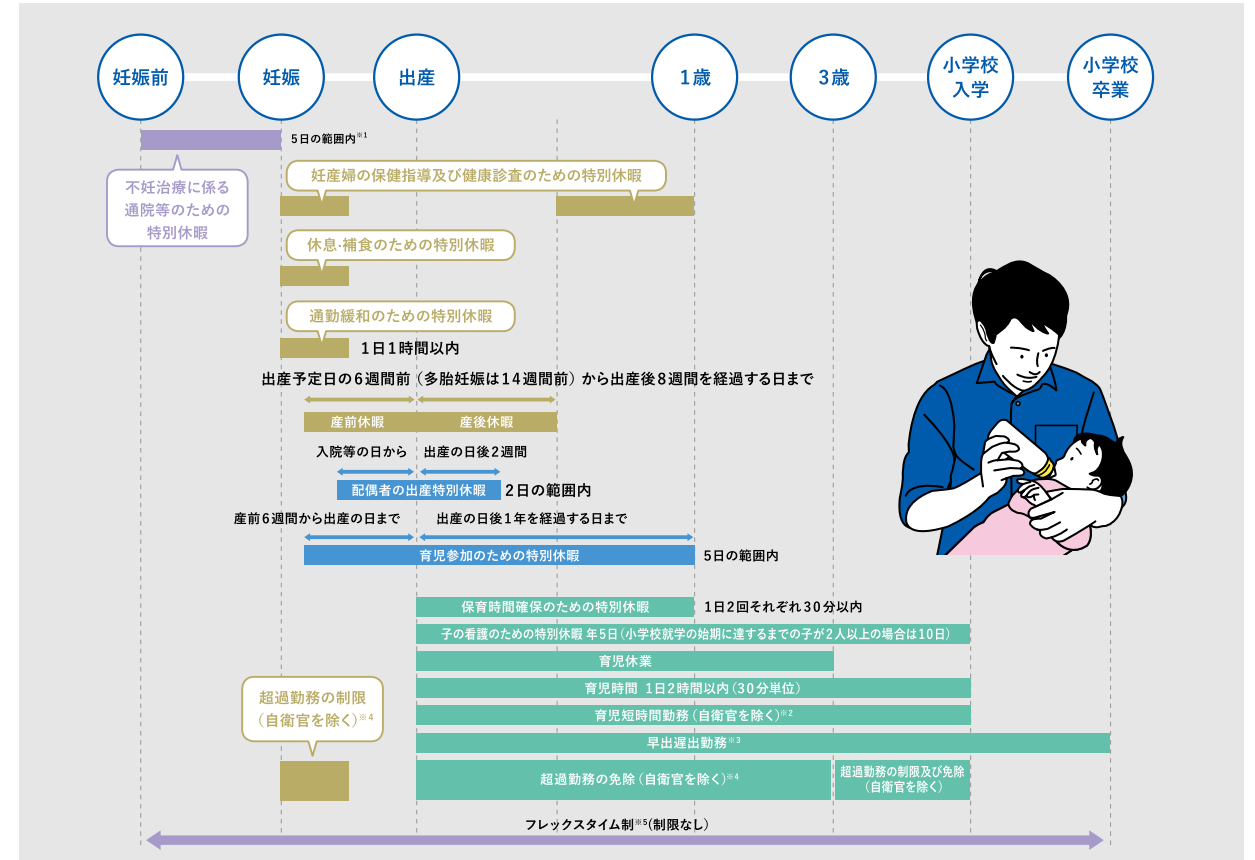 妊娠前
妊娠
出産
1歳
3歳
小学校
入学
小学校
卒業
5日の範囲内※1
不妊治療に係る
通院等のための
特別休暇
妊産婦の保健指導及び健康診査のための特別休暇
休息・補食のための特別休暇
通勤緩和のための特別休暇
1日1時間以内
出産予定日の6週間前（多胎妊娠は14週間前）から出産後8週間を経過する日まで
産前休暇
産後休暇
入院等の日から
出産の日後2週間
配偶者の出産特別休暇
2日の範囲内
産前6週間から出産の日まで
出産の日後1年を経過する日まで
育児参加のための特別休暇
5日の範囲内
保育時間確保のための特別休暇
1日2回それぞれ30分以内
子の看護のための特別休暇 年5日（小学校就学の始期に達するまでの子が2人以上の場合は10日）
育児休業
育児時間 1日2時間以内（30分単位）
育児短時間勤務（自衛官を除く）※2
早出遅出勤務※3
超過勤務の制限
（自衛官を除く）※4
超過勤務の免除（自衛官を除く）※4
超過勤務の制限及び免除
（自衛官を除く）
フレックスタイム制※5（制限なし）